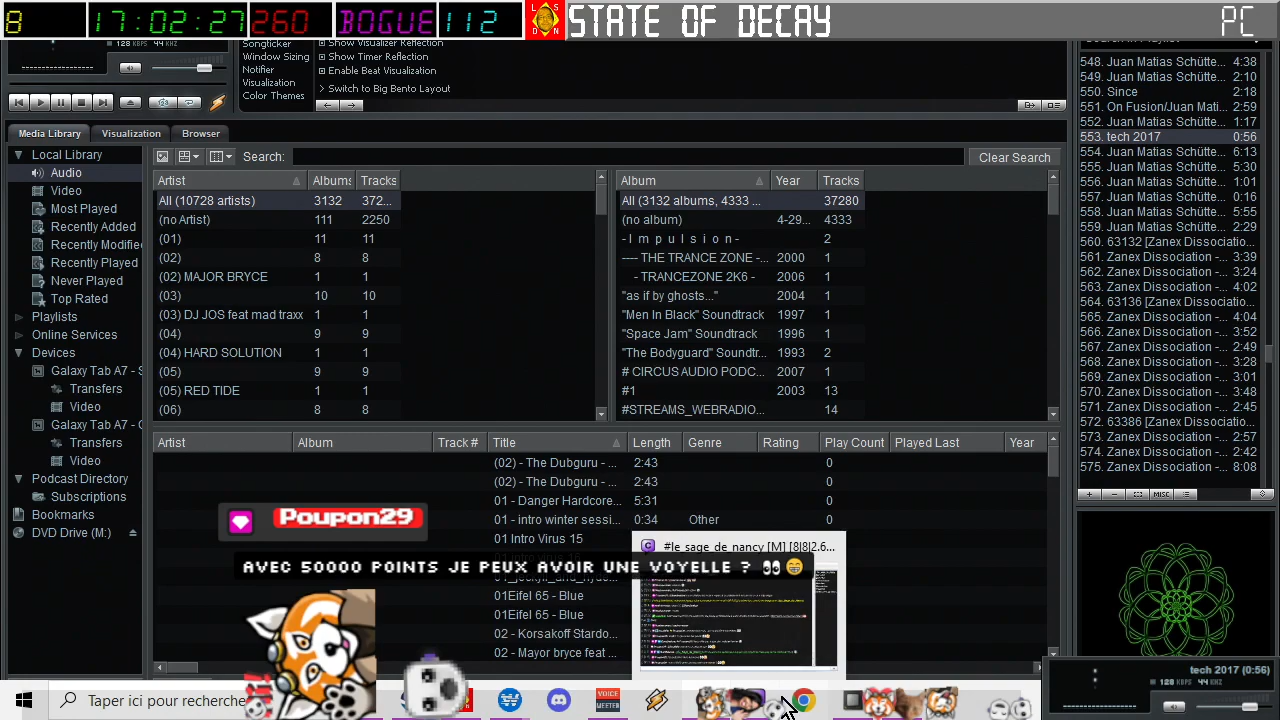 8 17:02:27 260 BOGUE 112 LS DN STATE OF DECAY PC
128 KBPS 44 KHZ
Songticker
Window Sizing
Notifier
Visualization
Color Themes
Show Visualizer Reflection
Show Timer Reflection
Enable Beat Visualization
> Switch to Big Bento Layout
Media Library Visualization Browser
Local Library
Audio
Video
Most Played
Recently Added
Recently Modifie
Recently Played
Never Played
Top Rated
Playlists
Online Services
Devices
Galaxy Tab A7 - S
Transfers
Video
Galaxy Tab A7 -
Transfers
Video
Podcast Directory
Subscriptions
Bookmarks
DVD Drive (M:)
Search: Clear Search
Artist Albums Tracks
All (10728 artists) 3132 372...
(no Artist) 111 2250
(01) 11 11
(02) 8 8
(02) MAJOR BRYCE 1 1
(03) 10 10
(03) DJ JOS feat mad traxx 1 1
(04) 9 9
(04) HARD SOLUTION 1 1
(05) 9 9
(05) RED TIDE 1 1
(06) 8 8
Album Year Tracks
All (3132 albums, 4333 ... 37280
(no album) 4-29... 4333
- I m p u l s i o n - 2
---- THE TRANCE ZONE -... 2000 1
- TRANCEZONE 2K6 - 2006 1
"as if by ghosts..." 2004 1
"Men In Black" Soundtrack 1997 1
"Space Jam" Soundtrack 1996 1
"The Bodyguard" Soundtr... 1993 2
# CIRCUS AUDIO PODC... 2007 1
#1 2003 13
#STREAMS_WEBRADIO... 14
Artist Album Track # Title Length Genre Rating Play Count Played Last Year
(02) - The Dubguru - ... 2:43 0
(02) - The Dubguru - ... 2:43 0
01 - Danger Hardcore... 5:31 0
01 - intro winter sessi... 0:34 Other 0
01 Intro Virus 15
01 intro virus 16
01Eifel 65 - Blue
01Eifel 65 - Blue
02 - Korsakoff Stardo...
02 - Mayor bryce feat ...
Poupon29
AVEC 50000 POINTS JE PEUX AVOIR UNE VOYELLE ? 👀 😁
#le_sage_de_nancy [M] [8|8|2.6...
548. Juan Matias Schütte... 4:38
549. Juan Matias Schütte... 2:10
550. Since 2:18
551. On Fusion/Juan Mati... 2:59
552. Juan Matias Schütte... 1:17
553. tech 2017 0:56
554. Juan Matias Schütte... 6:13
555. Juan Matias Schütte... 5:30
556. Juan Matias Schütte... 1:01
557. Juan Matias Schütte... 0:16
558. Juan Matias Schütte... 5:55
559. Juan Matias Schütte... 2:29
560. 63132 [Zanex Dissociatio...
561. Zanex Dissociation -... 3:39
562. Zanex Dissociation -... 3:24
563. Zanex Dissociation -... 4:02
564. 63136 [Zanex Dissociatio...
565. Zanex Dissociation -... 4:04
566. Zanex Dissociation -... 3:52
567. Zanex Dissociation -... 2:49
568. Zanex Dissociation -... 3:28
569. Zanex Dissociation -... 3:01
570. Zanex Dissociation -... 3:48
571. Zanex Dissociation -... 2:45
572. 63386 [Zanex Dissociatio...
573. Zanex Dissociation -... 2:57
574. Zanex Dissociation -... 2:42
575. Zanex Dissociation -... 8:08
MISC
tech 2017 (0:56)
128 KBPS 44 KHZ
Taper ici pour recherche
VOICE MEETER